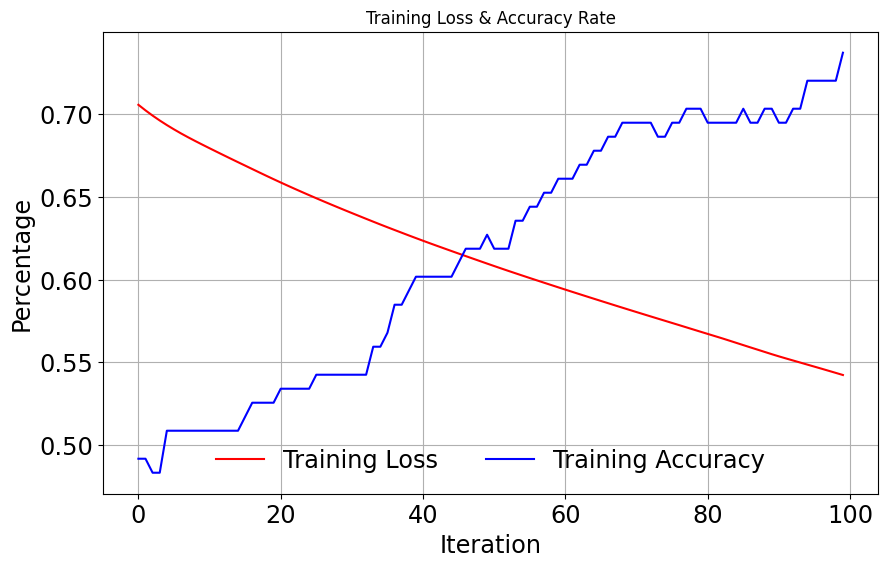 Training Loss & Accuracy Rate
0.70
0.65
0.60
0.55
0.50
Percentage
Training Loss Training Accuracy
0 20 40 60 80 100
Iteration